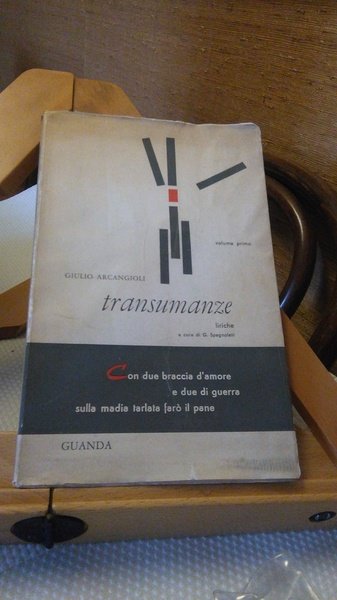 volume primo
GIULIO ARCANGIOLI
transumanze
liriche
a cura di G. Spagnoletti
Con due braccia d'amore
e due di guerra
sulla madia tarlata farò il pane
GUANDA